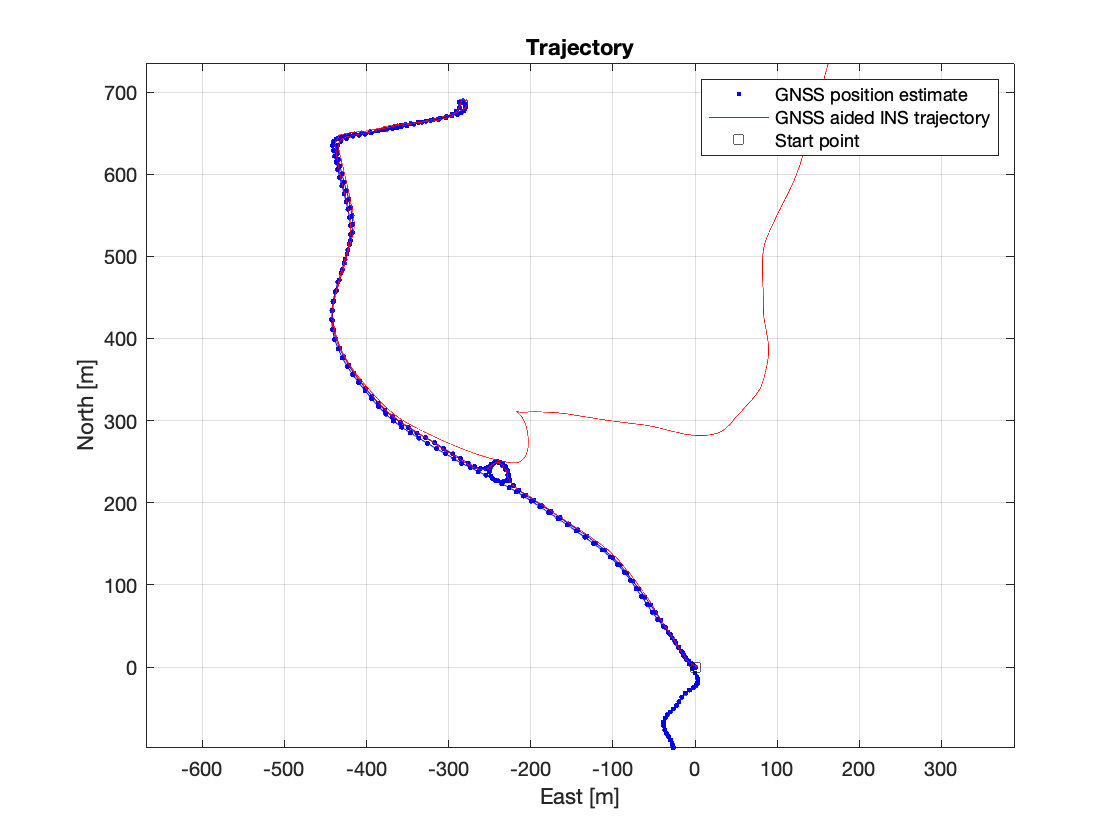 Trajectory
GNSS position estimate
GNSS aided INS trajectory
Start point
700
600
500
400
300
200
100
0
North [m]
-600 -500 -400 -300 -200 -100 0 100 200 300
East [m]